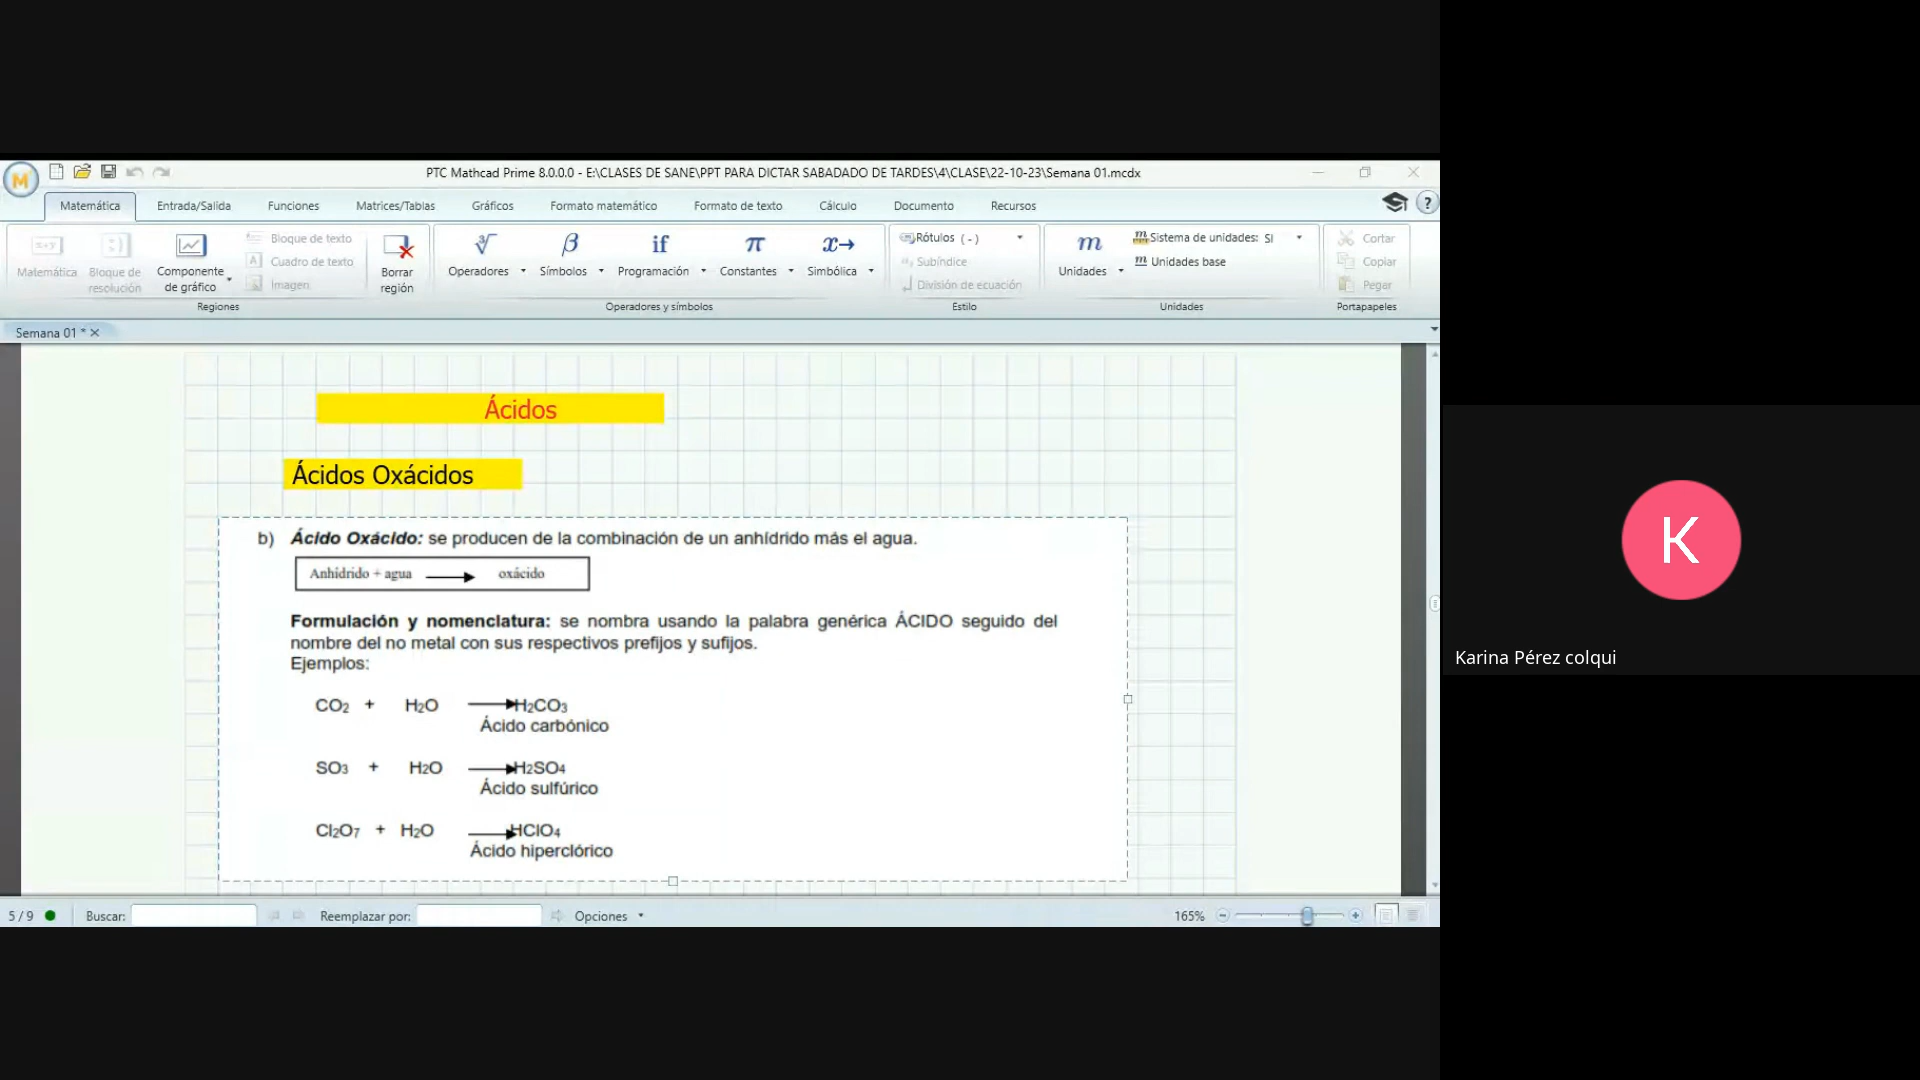 PTC Mathcad Prime 8.0.0.0 - E:\CLASES DE SANE\PPT PARA DICTAR SABADADO DE TARDES\4\CLASE\22-10-23\Semana 01.mcdx
Matemática Entrada/Salida Funciones Matrices/Tablas Gráficos Formato matemático Formato de texto Cálculo Documento Recursos
Matemática
Bloque de resolución
Componente de gráfico
Bloque de texto
Cuadro de texto
Imagen
Borrar región
Operadores
Símbolos
if
Programación
π
Constantes
Simbólica
Rótulos ( - )
Subíndice
División de ecuación
m
Unidades
Sistema de unidades: SI
Unidades base
Cortar
Copiar
Pegar
Regiones Operadores y símbolos Estilo Unidades Portapapeles
Semana 01 *
Ácidos
Ácidos Oxácidos
b) Ácido Oxácido: se producen de la combinación de un anhídrido más el agua.
Anhídrido + agua ⟶ oxácido
Formulación y nomenclatura: se nombra usando la palabra genérica ÁCIDO seguido del
nombre del no metal con sus respectivos prefijos y sufijos.
Ejemplos:
CO2 + H2O ⟶ H2CO3
Ácido carbónico
SO3 + H2O ⟶ H2SO4
Ácido sulfúrico
Cl2O7 + H2O ⟶ HClO4
Ácido hiperclórico
5 / 9 Buscar: Reemplazar por: Opciones 165%
K
Karina Pérez colqui